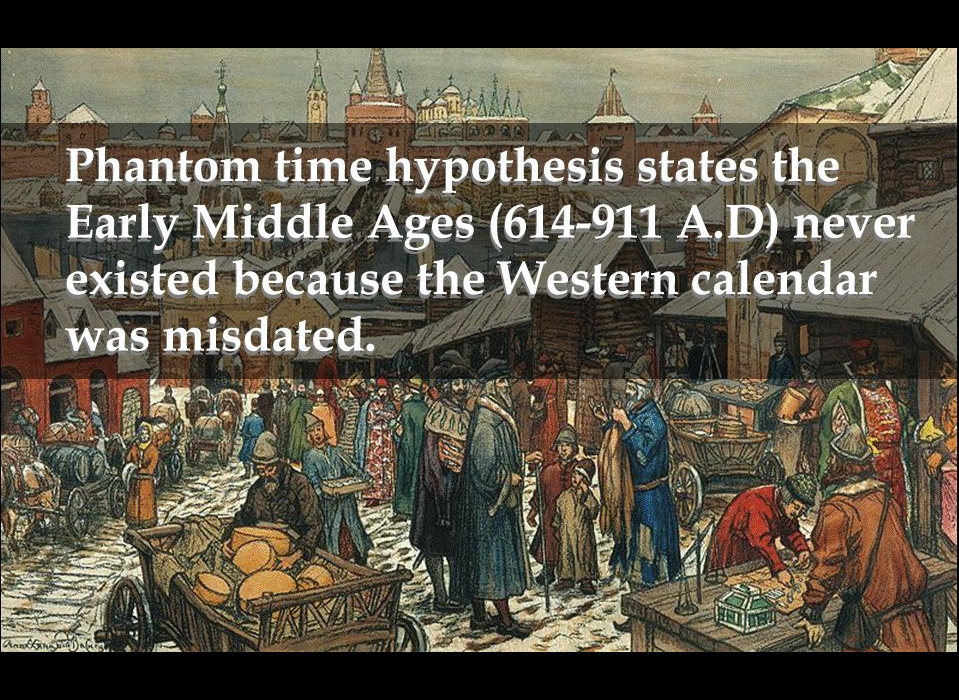 Phantom time hypothesis states the
Early Middle Ages (614-911 A.D) never
existed because the Western calendar
was misdated.